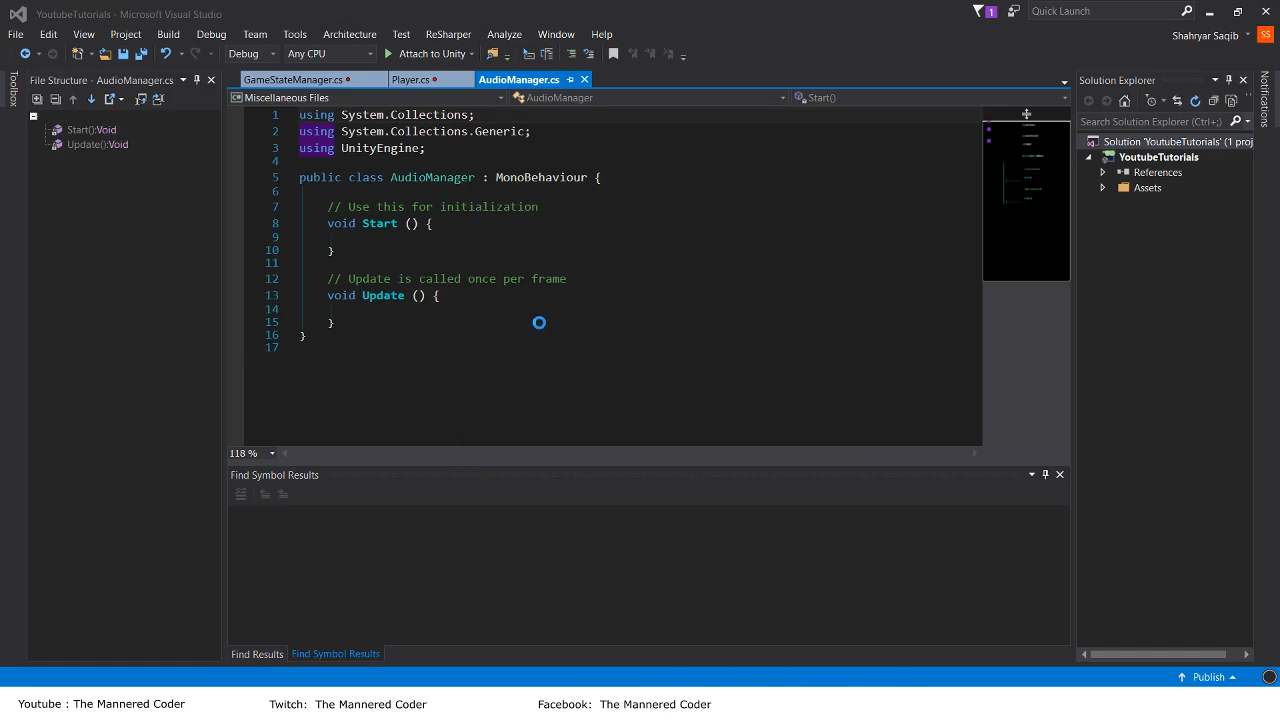 YoutubeTutorials - Microsoft Visual Studio
1
Quick Launch
File Edit View Project Build Debug Team Tools Architecture Test ReSharper Analyze Window Help
Shahryar Saqib
SS
Debug Any CPU Attach to Unity
Toolbox
File Structure - AudioManager.cs
Start():Void
Update():Void
GameStateManager.cs Player.cs AudioManager.cs
Miscellaneous Files AudioManager Start()
1 using System.Collections;
2 using System.Collections.Generic;
3 using UnityEngine;
4
5 public class AudioManager : MonoBehaviour {
6
7 // Use this for initialization
8 void Start () {
9
10 }
11
12 // Update is called once per frame
13 void Update () {
14
15 }
16 }
17
118 %
Find Symbol Results
Find Results Find Symbol Results
Solution Explorer
Search Solution Explorer (Ctrl+;)
Solution 'YoutubeTutorials' (1 proj
YoutubeTutorials
References
Assets
Notifications
Publish
Youtube : The Mannered Coder Twitch: The Mannered Coder Facebook: The Mannered Coder